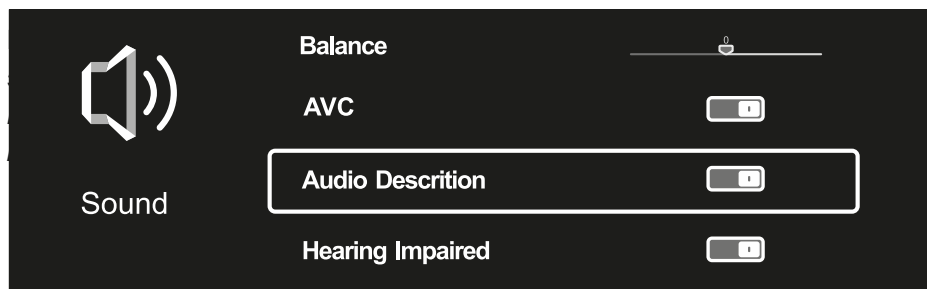 Balance
0
AVC
Audio Descrition
Sound
Hearing Impaired